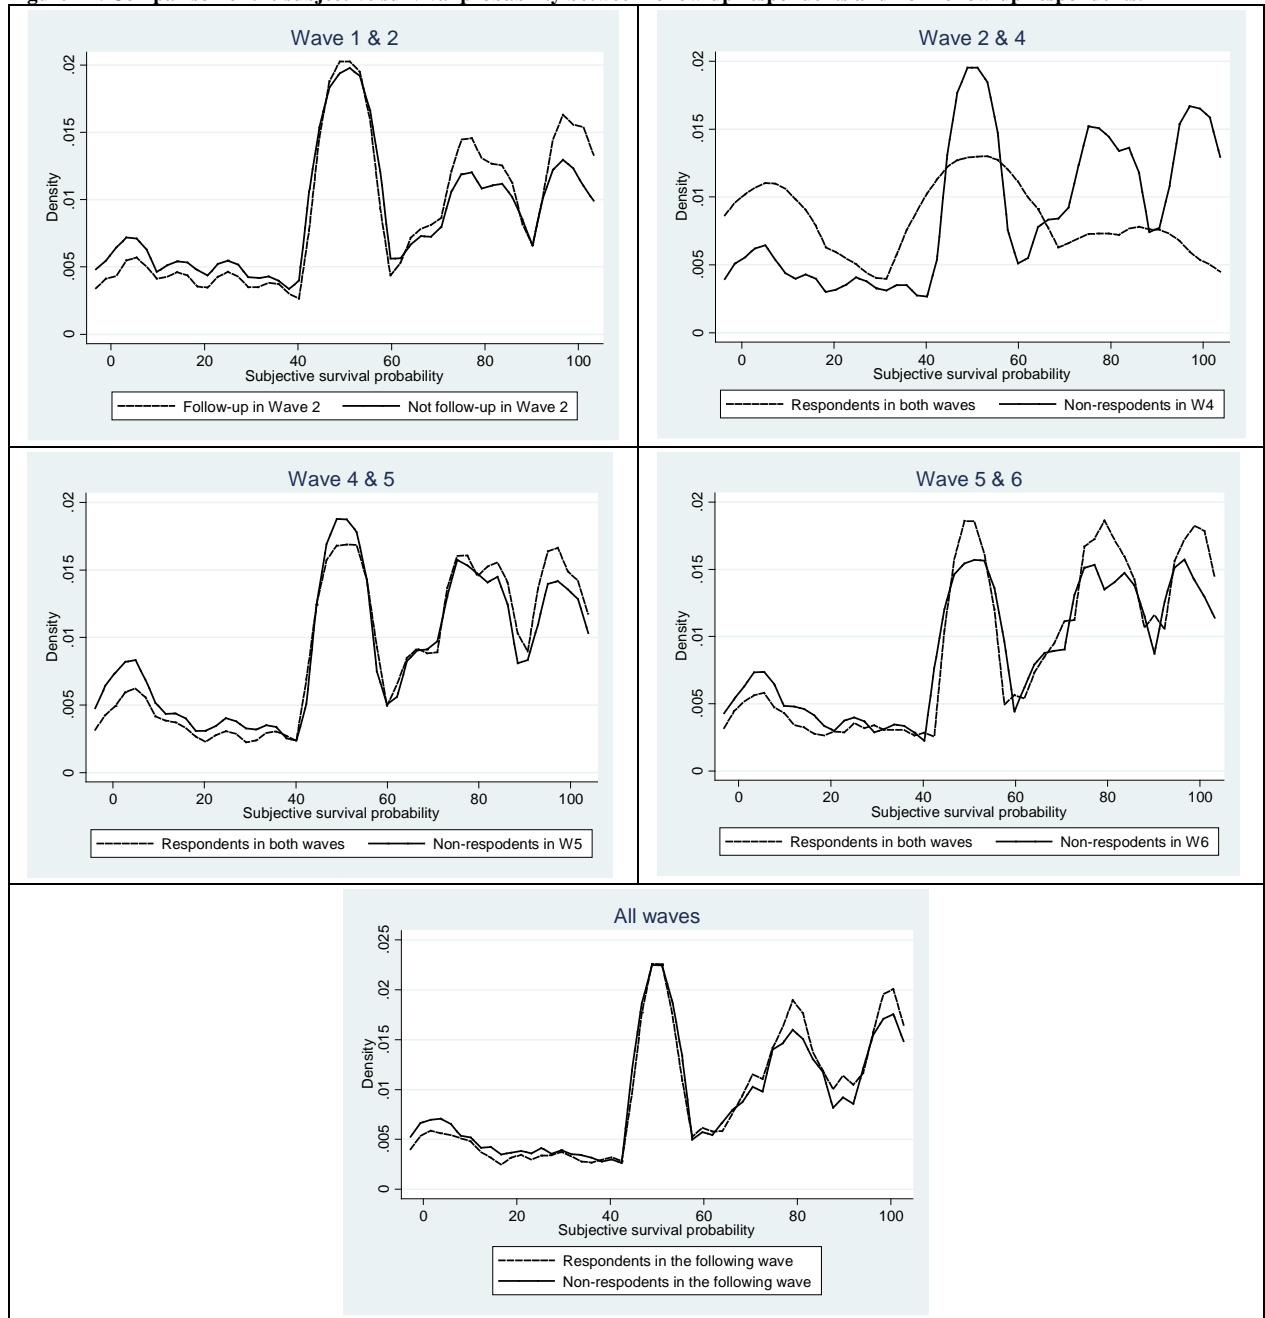 Wave 1 & 2
Density
0 .005 .01 .015 .02
0 20 40 60 80 100
Subjective survival probability
Follow-up in Wave 2 Not follow-up in Wave 2
Wave 2 & 4
Density
0 .005 .01 .015 .02
0 20 40 60 80 100
Subjective survival probability
Respondents in both waves Non-respodents in W4
Wave 4 & 5
Density
0 .005 .01 .015 .02
0 20 40 60 80 100
Subjective survival probability
Respondents in both waves Non-respodents in W5
Wave 5 & 6
Density
0 .005 .01 .015 .02
0 20 40 60 80 100
Subjective survival probability
Respondents in both waves Non-respodents in W6
All waves
Density
0 .005 .01 .015 .02 .025
0 20 40 60 80 100
Subjective survival probability
Respondents in the following wave
Non-respodents in the following wave